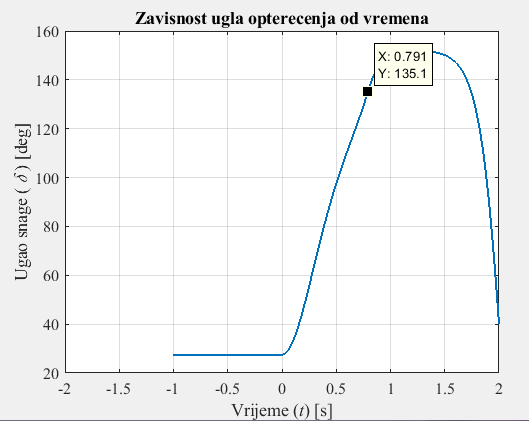 Zavisnost ugla opterecenja od vremena
160
140
120
100
80
60
40
20
Ugao snage ( δ ) [deg]
X: 0.791
Y: 135.1
-2 -1.5 -1 -0.5 0 0.5 1 1.5 2
Vrijeme (t) [s]